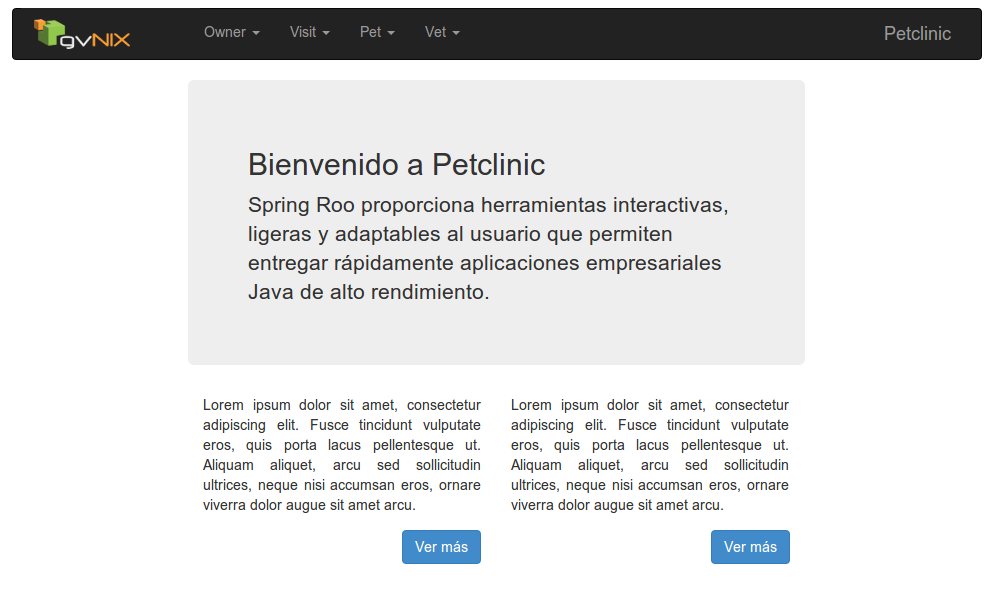 gvNIX Owner Visit Pet Vet Petclinic
Bienvenido a Petclinic
Spring Roo proporciona herramientas interactivas,
ligeras y adaptables al usuario que permiten
entregar rápidamente aplicaciones empresariales
Java de alto rendimiento.
Lorem ipsum dolor sit amet, consectetur
adipiscing elit. Fusce tincidunt vulputate
eros, quis porta lacus pellentesque ut.
Aliquam aliquet, arcu sed sollicitudin
ultrices, neque nisi accumsan eros, ornare
viverra dolor augue sit amet arcu.
Ver más
Lorem ipsum dolor sit amet, consectetur
adipiscing elit. Fusce tincidunt vulputate
eros, quis porta lacus pellentesque ut.
Aliquam aliquet, arcu sed sollicitudin
ultrices, neque nisi accumsan eros, ornare
viverra dolor augue sit amet arcu.
Ver más